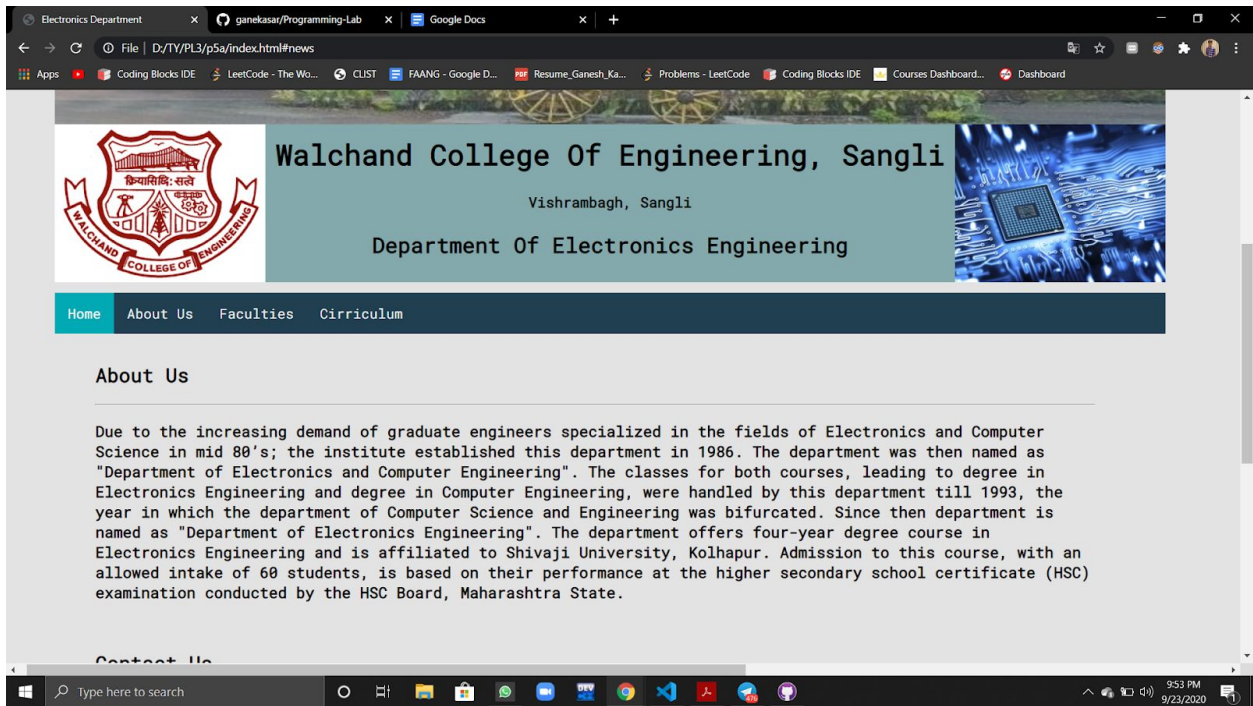 Electronics Department
ganekasar/Programming-Lab
Google Docs
File | D:/TY/PL3/p5a/index.html#news
Apps
Coding Blocks IDE
LeetCode - The Wo...
CLIST
FAANG - Google D...
Resume_Ganesh_Ka...
Problems - LeetCode
Coding Blocks IDE
Courses Dashboard...
Dashboard
क्रियासिद्धि: सत्वे
WALCHAND COLLEGE OF ENGINEERING
Walchand College Of Engineering, Sangli
Vishrambagh, Sangli
Department Of Electronics Engineering
Home About Us Faculties Cirriculum
About Us
Due to the increasing demand of graduate engineers specialized in the fields of Electronics and Computer
Science in mid 80's; the institute established this department in 1986. The department was then named as
"Department of Electronics and Computer Engineering". The classes for both courses, leading to degree in
Electronics Engineering and degree in Computer Engineering, were handled by this department till 1993, the
year in which the department of Computer Science and Engineering was bifurcated. Since then department is
named as "Department of Electronics Engineering". The department offers four-year degree course in
Electronics Engineering and is affiliated to Shivaji University, Kolhapur. Admission to this course, with an
allowed intake of 60 students, is based on their performance at the higher secondary school certificate (HSC)
examination conducted by the HSC Board, Maharashtra State.
Contact Us
Type here to search
DEV
476
9:53 PM
9/23/2020
1